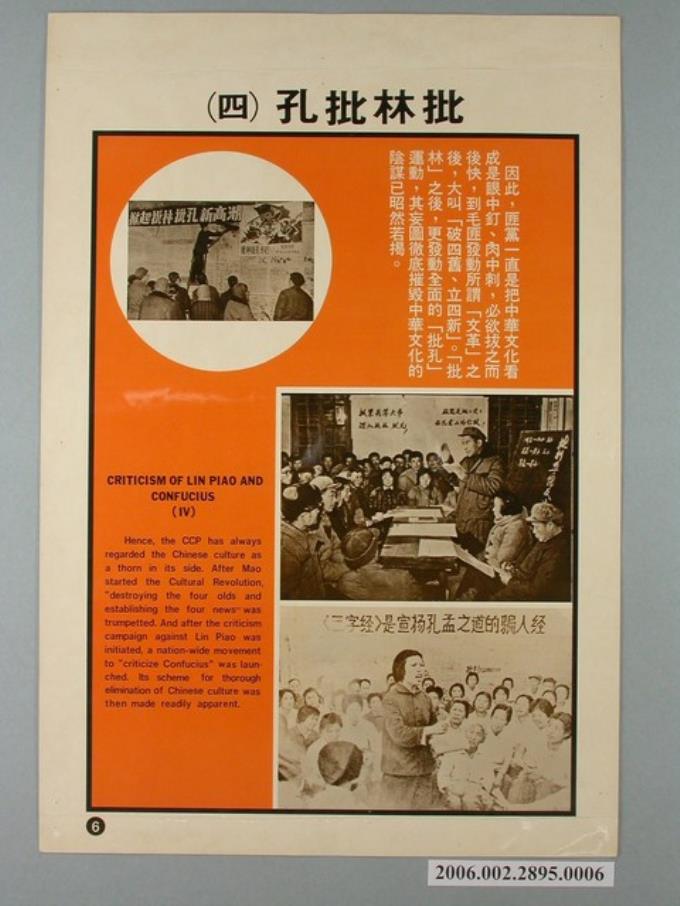 批林批孔（四）
因此，匪黨一直是把中華文化看
成是眼中釘、肉中刺，必欲拔之而
後快，到毛匪發動所謂「文革」之
後，大叫「破四舊、立四新」。「批
林」之後，更發動全面的「批孔」
運動，其妄圖徹底摧毀中華文化的
陰謀已昭然若揭。
掀起批林批孔新高潮
CRITICISM OF LIN PIAO AND
CONFUCIUS
(IV)
Hence, the CCP has always
regarded the Chinese culture as
a thorn in its side. After Mao
started the Cultural Revolution,
"destroying the four olds and
establishing the four news" was
trumpetted. And after the criticism
campaign against Lin Piao was
initiated, a nation-wide movement
to "criticize Confucius" was laun-
ched. Its scheme for thorough
elimination of Chinese culture was
then made readily apparent.
《三字经》是宣扬孔孟之道的骗人经
6
2006.002.2895.0006